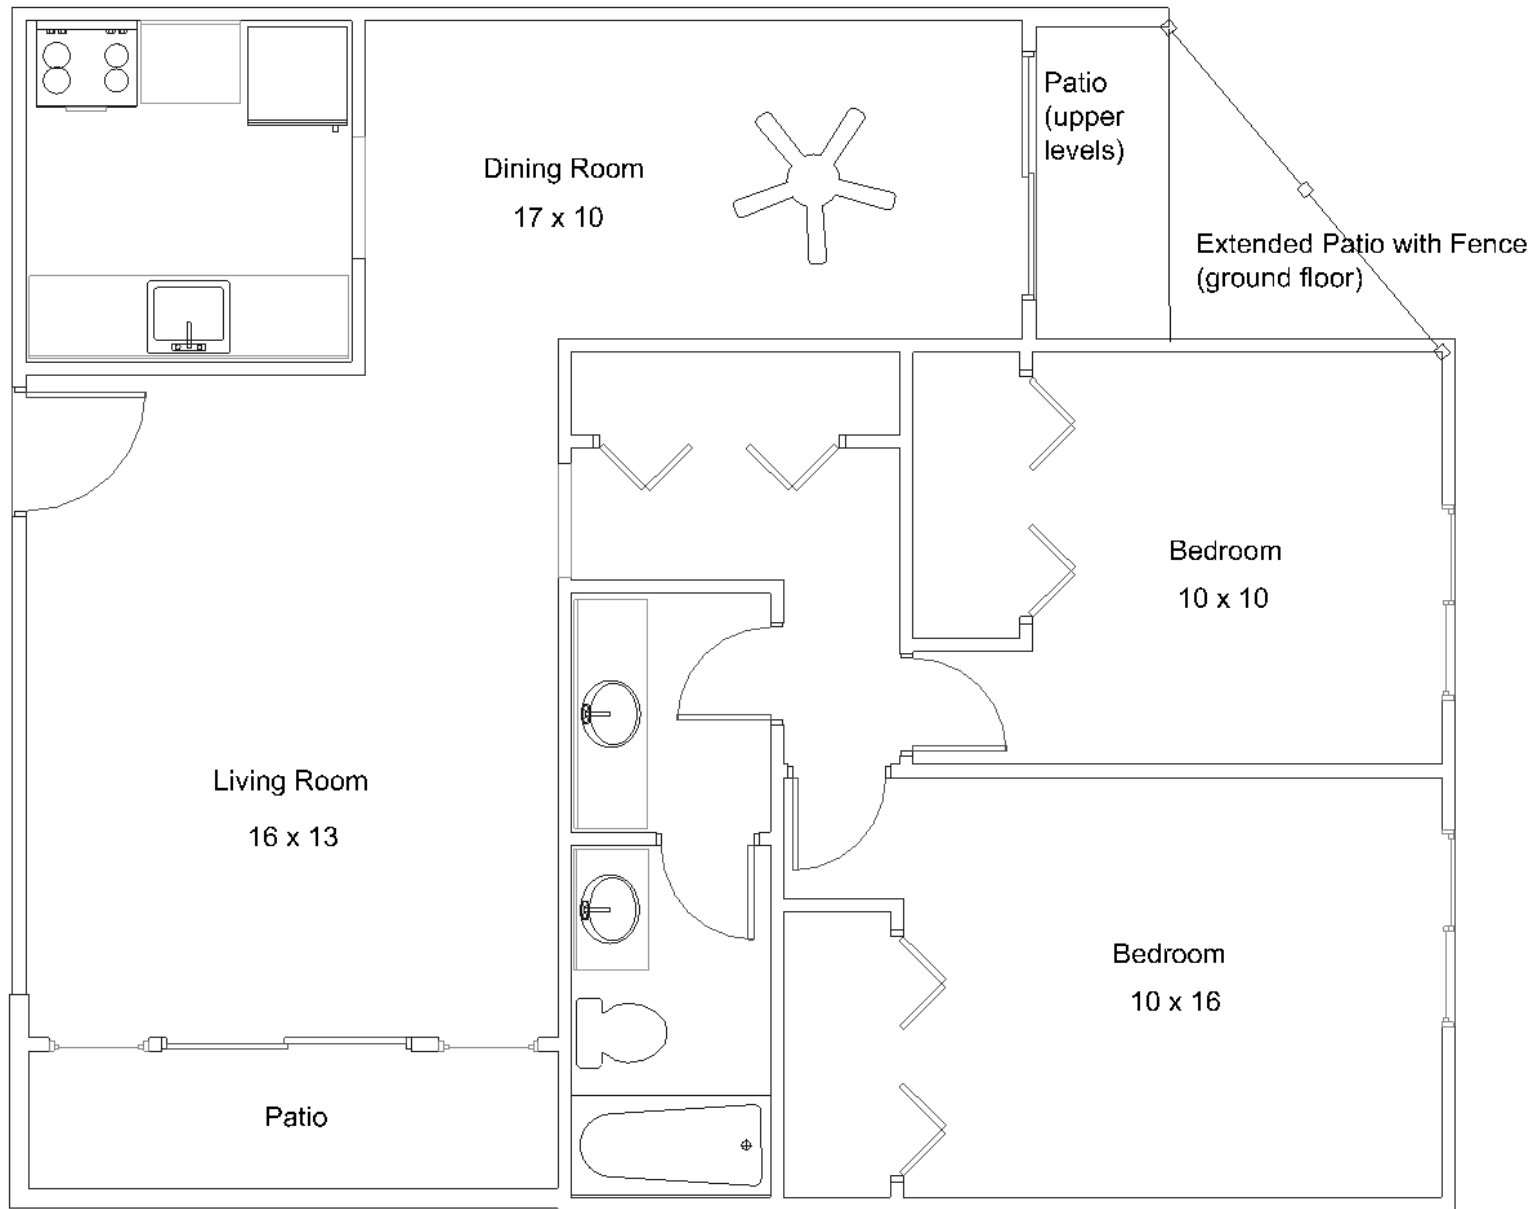 Patio
(upper
levels)
Dining Room
17 x 10
Extended Patio with Fence
(ground floor)
Bedroom
10 x 10
Living Room
16 x 13
Bedroom
10 x 16
Patio